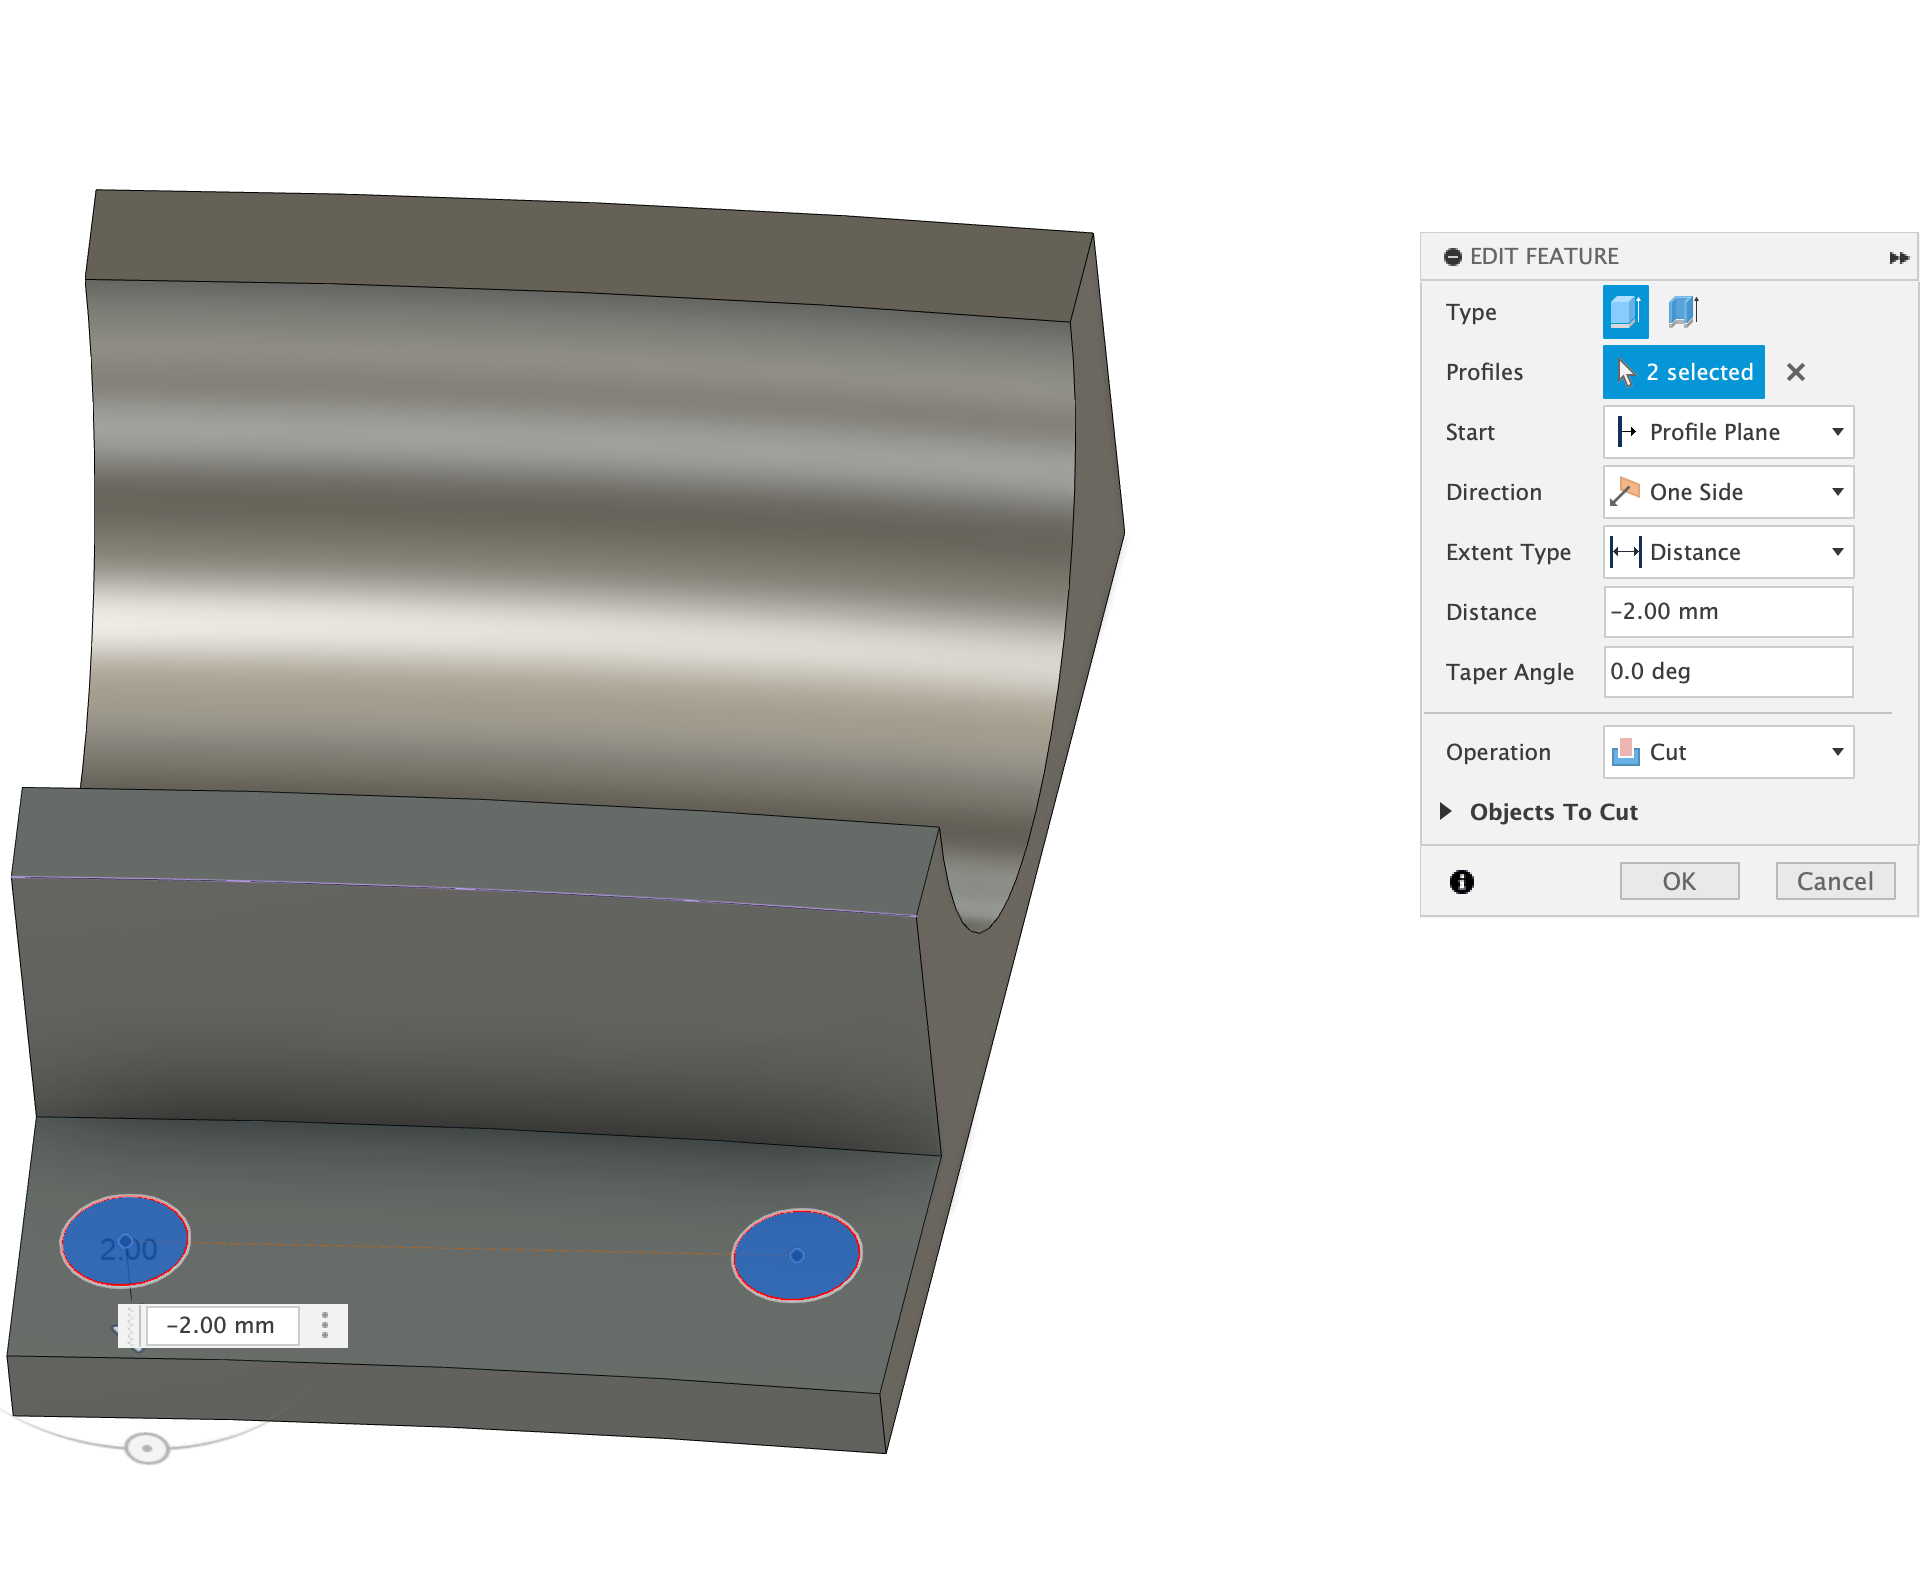 EDIT FEATURE
Type
Profiles 2 selected
Start Profile Plane
Direction One Side
Extent Type Distance
Distance -2.00 mm
Taper Angle 0.0 deg
Operation Cut
Objects To Cut
OK Cancel
2.00
-2.00 mm